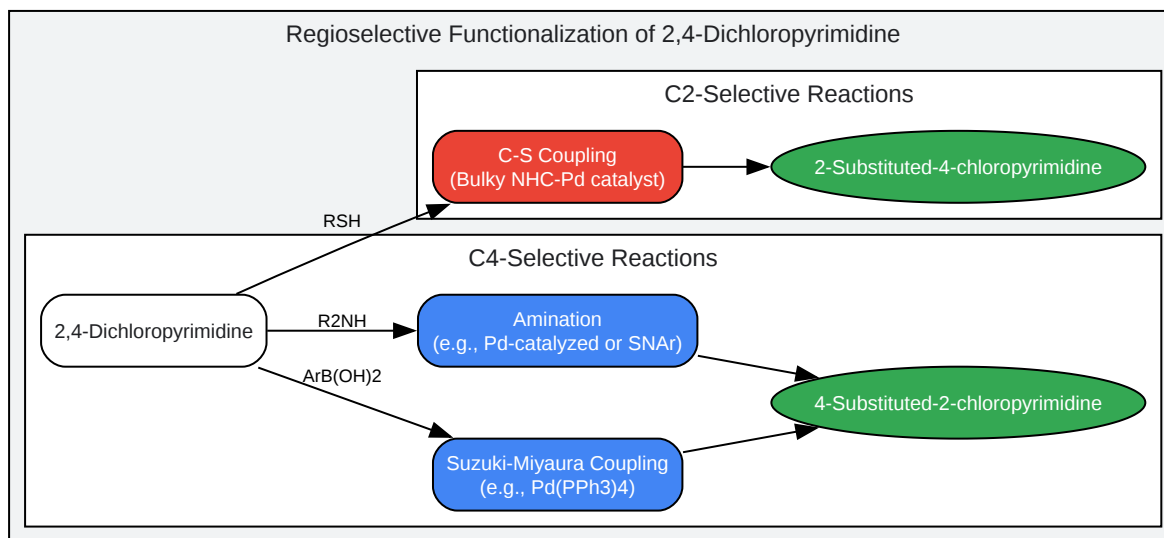 Regioselective Functionalization of 2,4-Dichloropyrimidine
C2-Selective Reactions
C-S Coupling
(Bulky NHC-Pd catalyst)
2-Substituted-4-chloropyrimidine
RSH
C4-Selective Reactions
2,4-Dichloropyrimidine
R2NH
Amination
(e.g., Pd-catalyzed or SNAr)
ArB(OH)2
4-Substituted-2-chloropyrimidine
Suzuki-Miyaura Coupling
(e.g., Pd(PPh3)4)